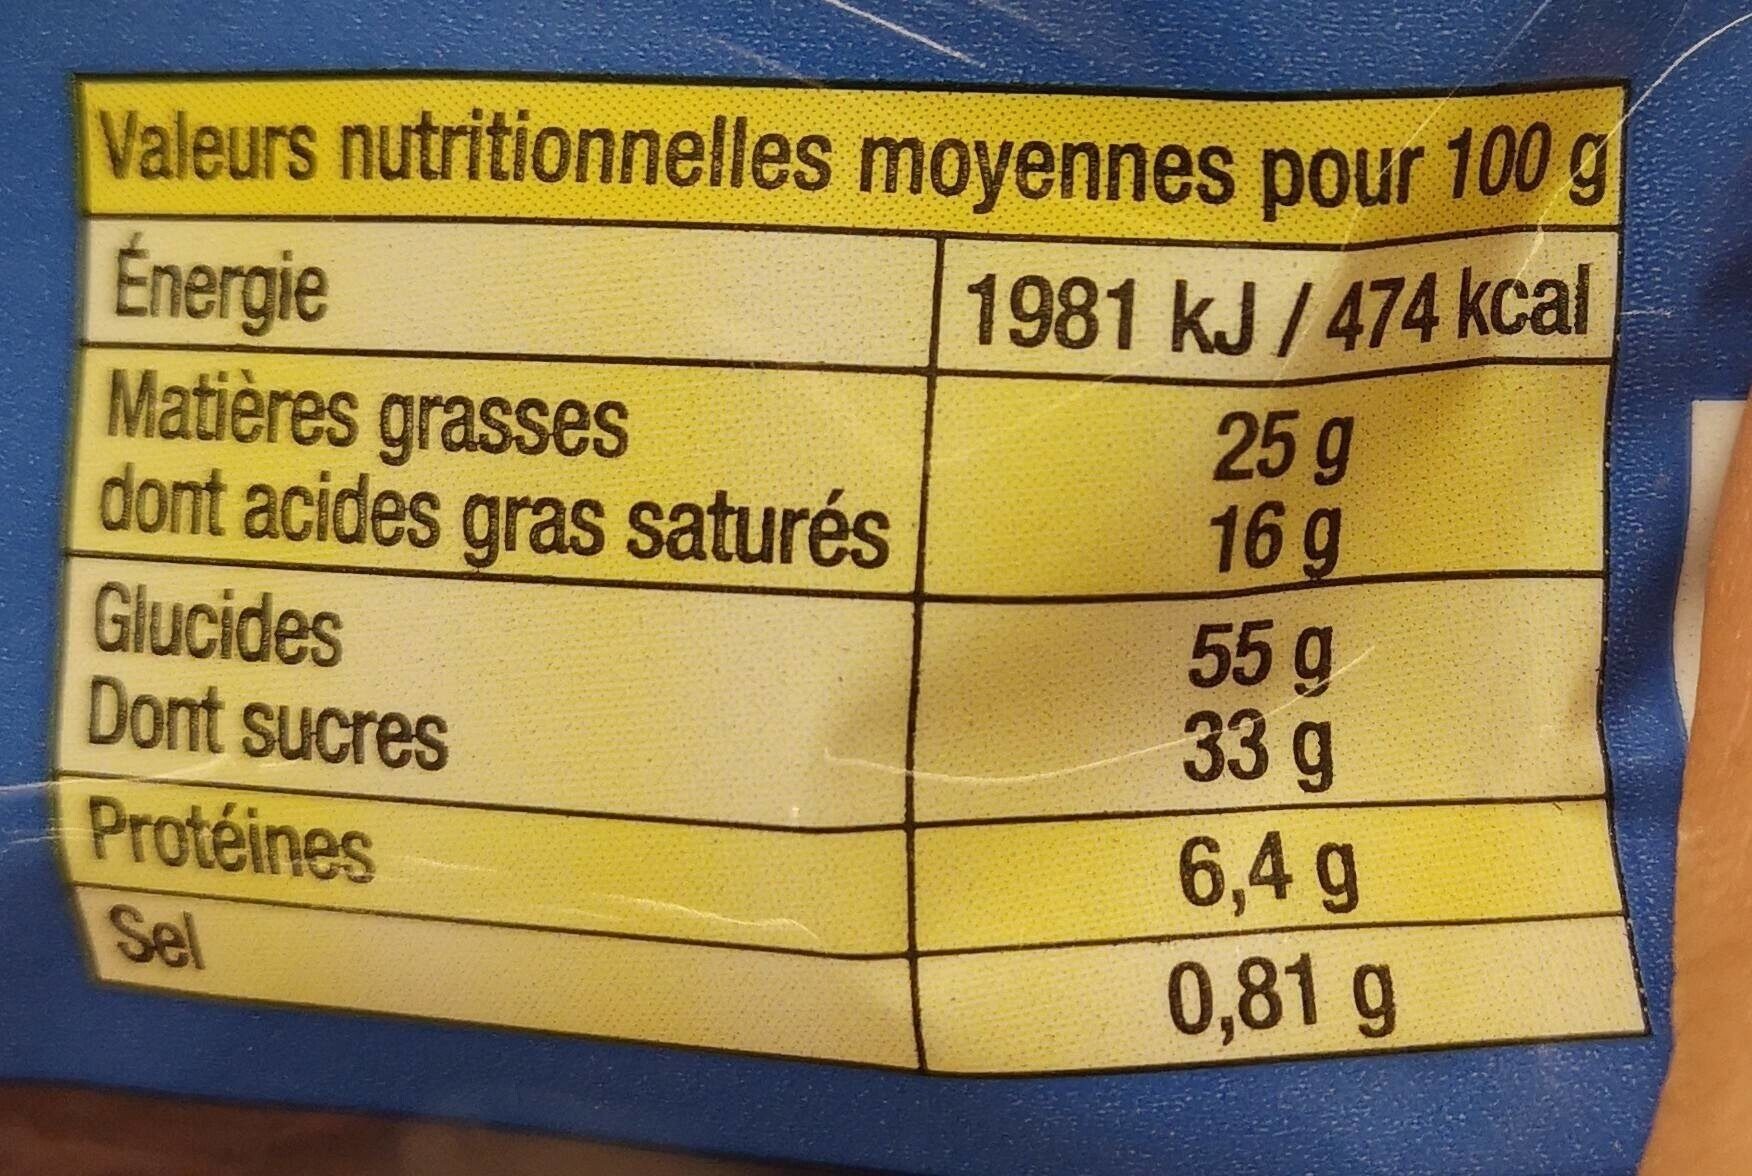 Valeurs nutritionnelles moyennes pour 100 g
Énergie 1981 kJ / 474 kcal
Matières grasses 25 g
dont acides gras saturés 16 g
Glucides 55 g
Dont sucres 33 g
Protéines 6,4 g
Sel 0,81 g